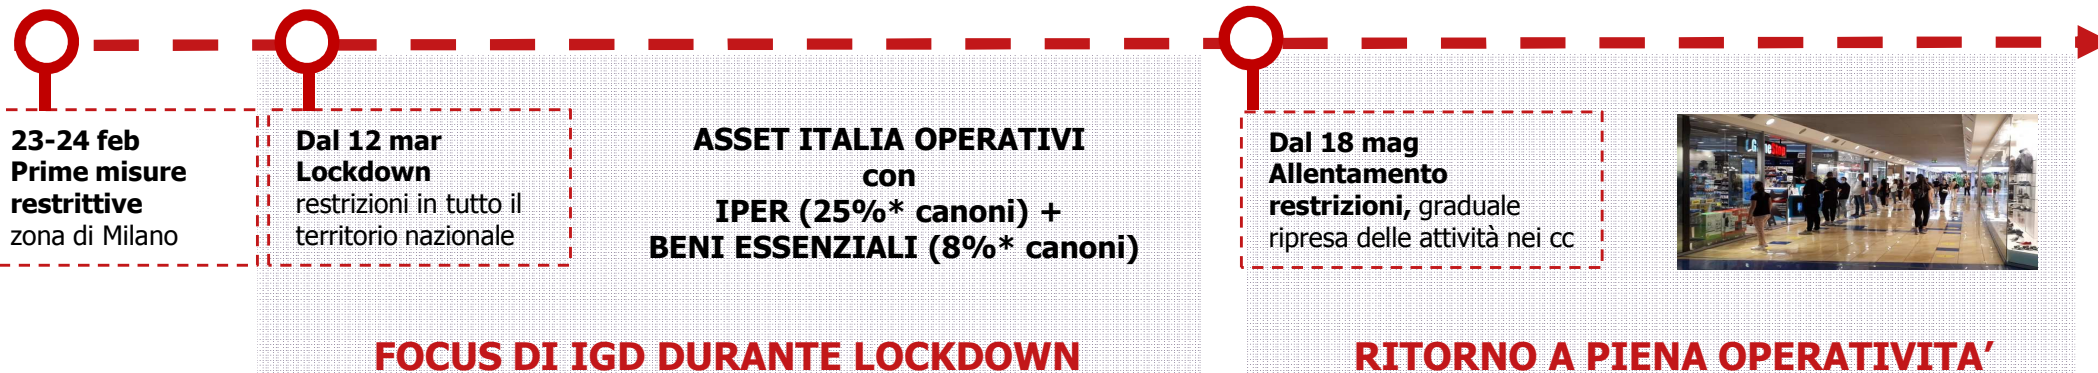 23-24 feb
Prime misure
restrittive
zona di Milano
Dal 12 mar
Lockdown
restrizioni in tutto il
territorio nazionale
ASSET ITALIA OPERATIVI
con
IPER (25%* canoni) +
BENI ESSENZIALI (8%* canoni)
FOCUS DI IGD DURANTE LOCKDOWN
Dal 18 mag
Allentamento
restrizioni, graduale
ripresa delle attività nei cc
RITORNO A PIENA OPERATIVITA’